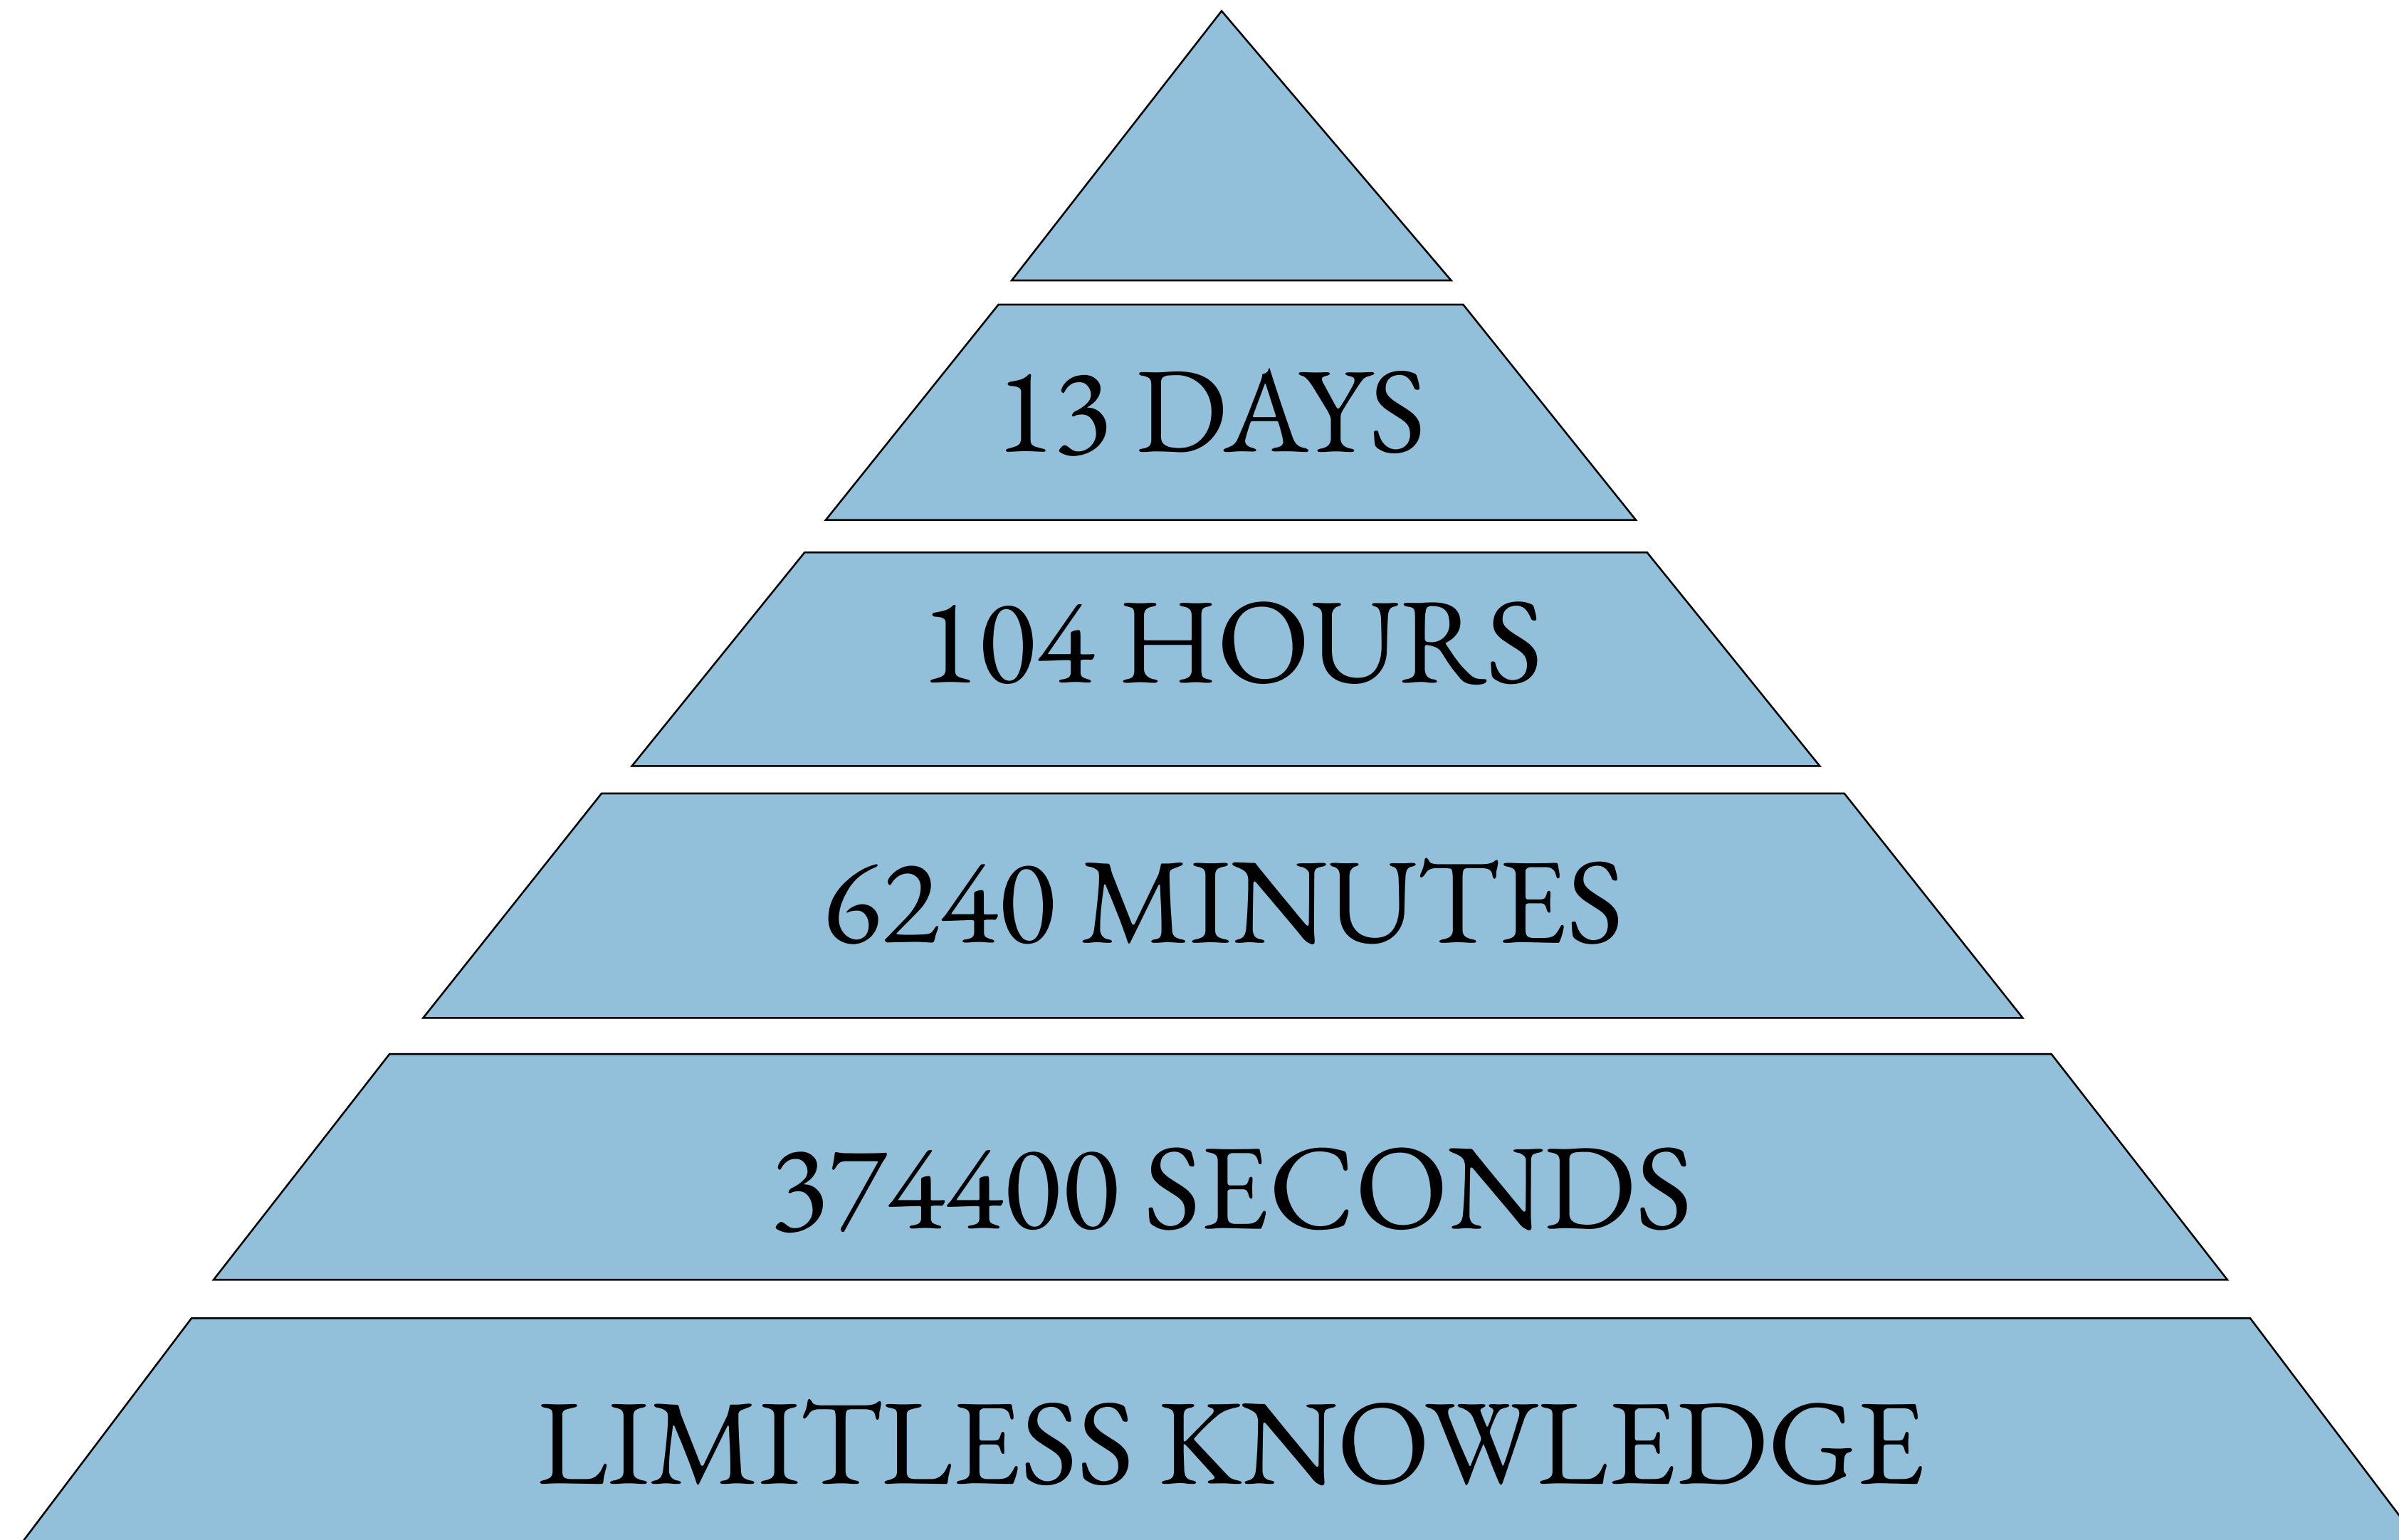 13 DAYS
104 HOURS
6240 MINUTES
374400 SECONDS
LIMITLESS KNOWLEDGE